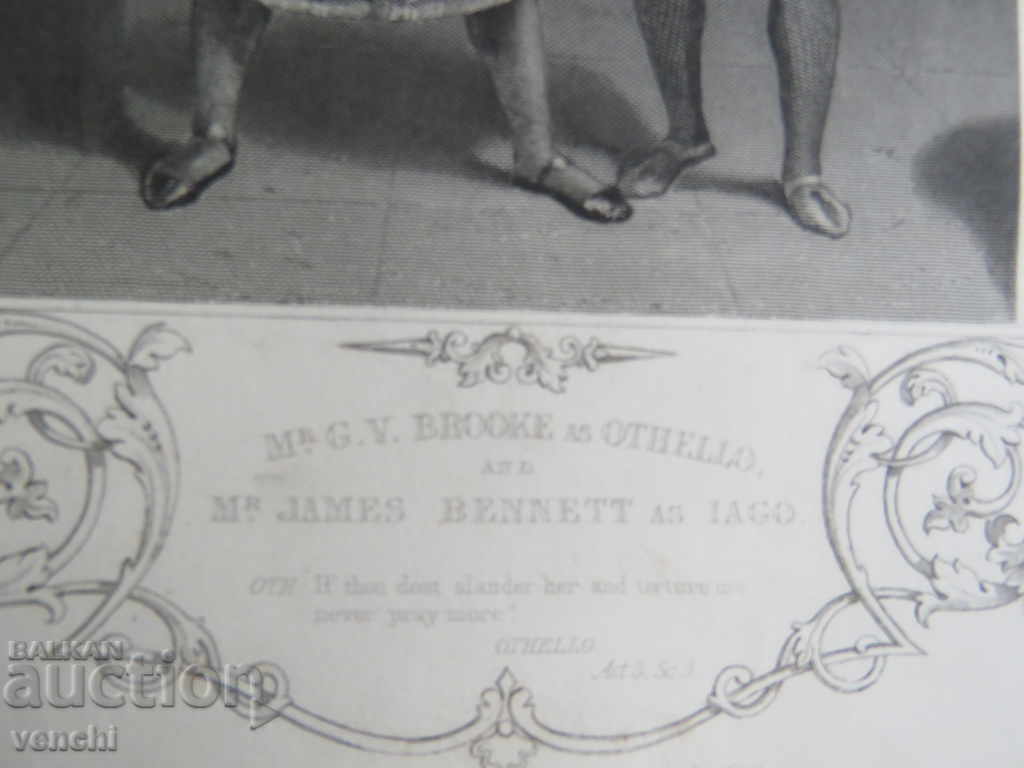 MR. G. V. BROOKE AS OTHELLO,
AND
MR. JAMES BENNETT AS IAGO.
OTH If thou dost slander her and torture me
never pray more".
OTHELLO.
Act 3, Sc 3.
BALKAN
auction
venchi